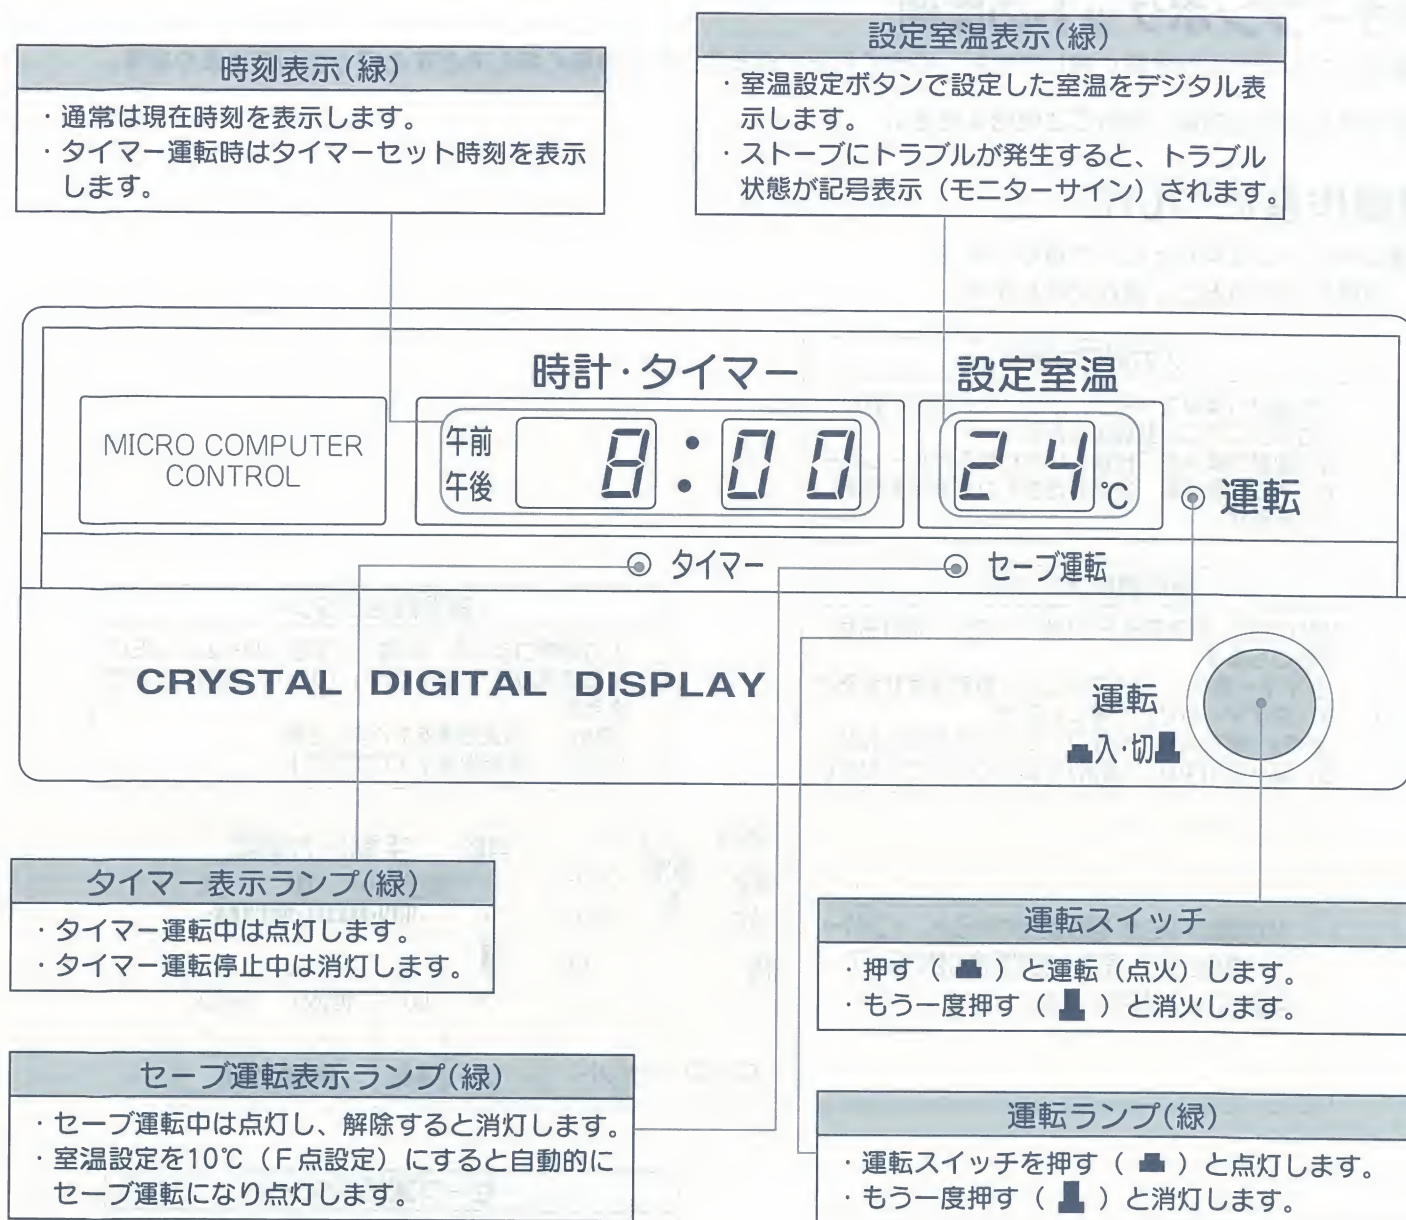 時刻表示(緑)
・通常は現在時刻を表示します。
・タイマー運転時はタイマーセット時刻を表示
します。
設定室温表示(緑)
・室温設定ボタンで設定した室温をデジタル表
示します。
・ストーブにトラブルが発生すると、トラブル
状態が記号表示（モニターサイン）されます。
時計・タイマー
設定室温
MICRO COMPUTER
CONTROL
午前
午後
8:00
24℃
運転
タイマー
セーブ運転
CRYSTAL DIGITAL DISPLAY
運転
入・切
タイマー表示ランプ(緑)
・タイマー運転中は点灯します。
・タイマー運転停止中は消灯します。
運転スイッチ
・押す（ ）と運転（点火）します。
・もう一度押す（ ）と消火します。
セーブ運転表示ランプ(緑)
・セーブ運転中は点灯し、解除すると消灯します。
・室温設定を10℃（F点設定）にすると自動的に
セーブ運転になり点灯します。
運転ランプ(緑)
・運転スイッチを押す（ ）と点灯します。
・もう一度押す（ ）と消灯します。